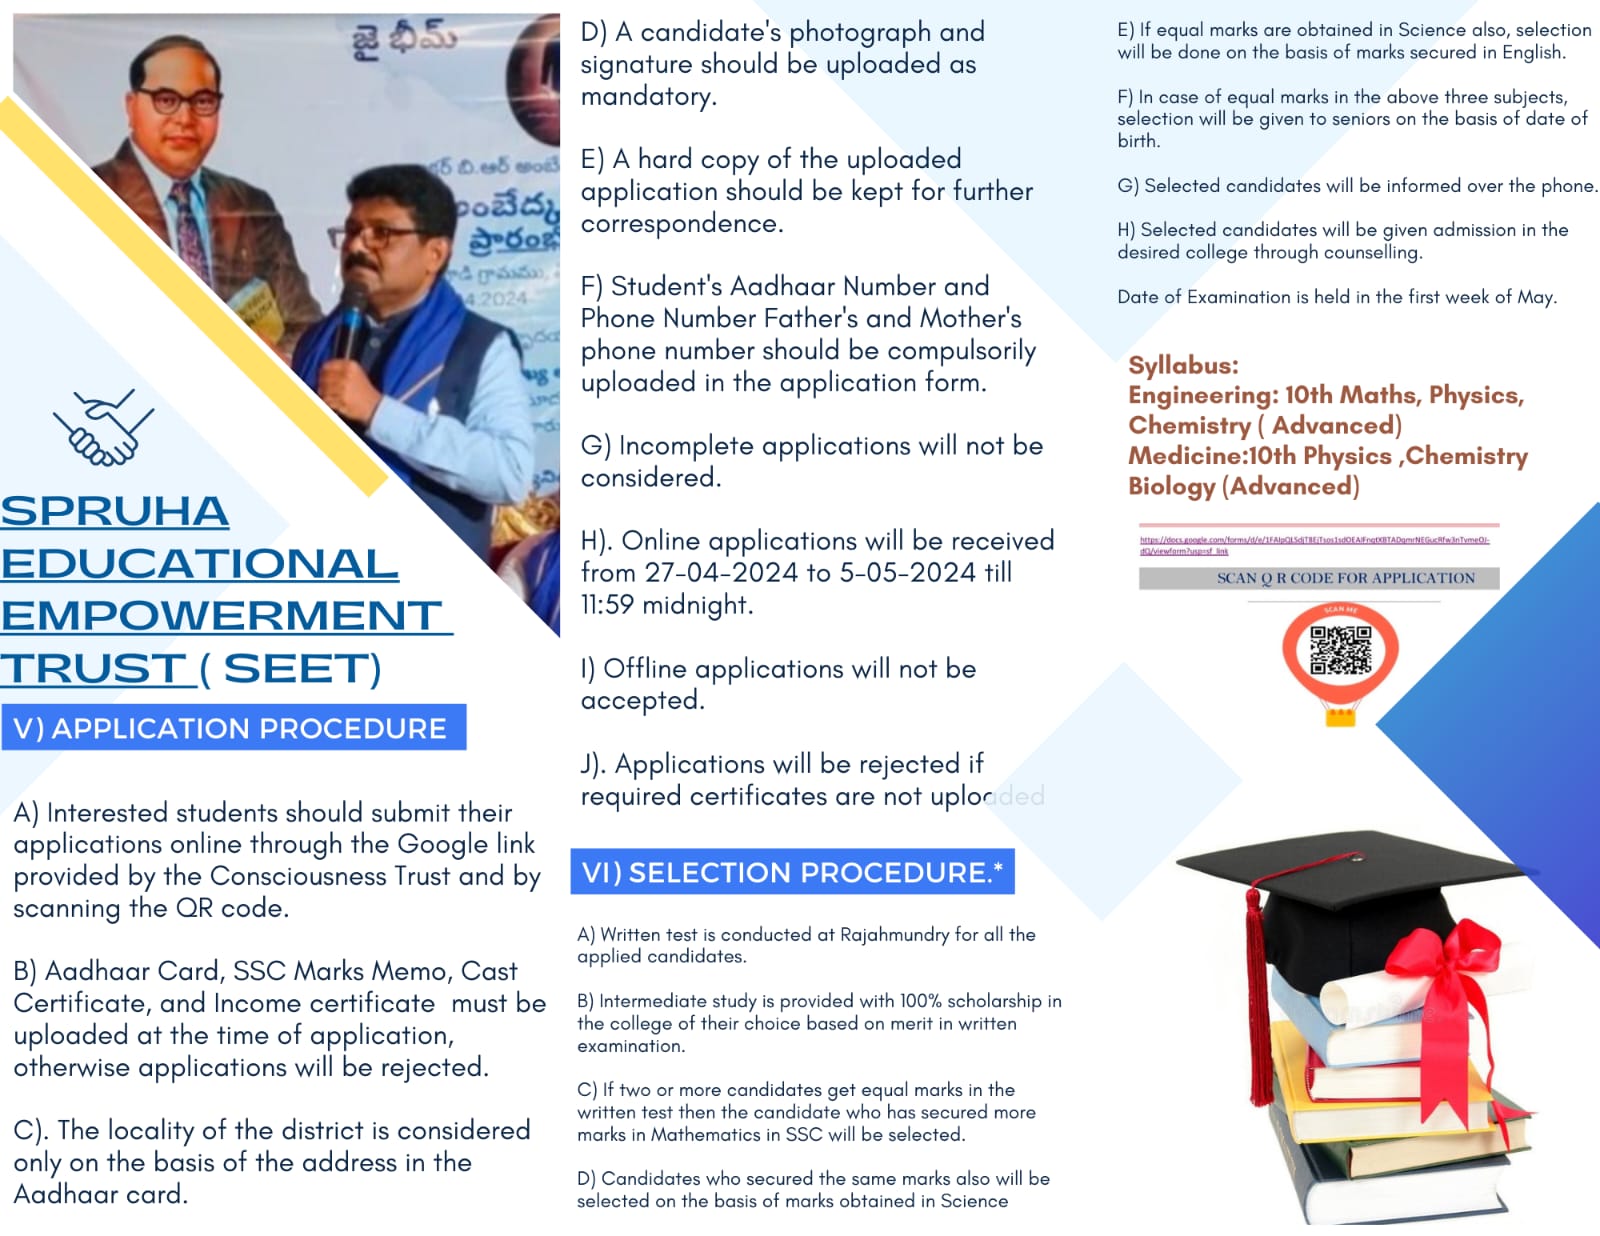 జై భీమ్
SPRUHA
EDUCATIONAL
EMPOWERMENT
TRUST ( SEET)
V) APPLICATION PROCEDURE
A) Interested students should submit their
applications online through the Google link
provided by the Consciousness Trust and by
scanning the QR code.
B) Aadhaar Card, SSC Marks Memo, Cast
Certificate, and Income certificate must be
uploaded at the time of application,
otherwise applications will be rejected.
C). The locality of the district is considered
only on the basis of the address in the
Aadhaar card.
D) A candidate's photograph and
signature should be uploaded as
mandatory.
E) A hard copy of the uploaded
application should be kept for further
correspondence.
F) Student's Aadhaar Number and
Phone Number Father's and Mother's
phone number should be compulsorily
uploaded in the application form.
G) Incomplete applications will not be
considered.
H). Online applications will be received
from 27-04-2024 to 5-05-2024 till
11:59 midnight.
I) Offline applications will not be
accepted.
J). Applications will be rejected if
required certificates are not uploaded
VI) SELECTION PROCEDURE.*
A) Written test is conducted at Rajahmundry for all the
applied candidates.
B) Intermediate study is provided with 100% scholarship in
the college of their choice based on merit in written
examination.
C) If two or more candidates get equal marks in the
written test then the candidate who has secured more
marks in Mathematics in SSC will be selected.
D) Candidates who secured the same marks also will be
selected on the basis of marks obtained in Science
E) If equal marks are obtained in Science also, selection
will be done on the basis of marks secured in English.
F) In case of equal marks in the above three subjects,
selection will be given to seniors on the basis of date of
birth.
G) Selected candidates will be informed over the phone.
H) Selected candidates will be given admission in the
desired college through counselling.
Date of Examination is held in the first week of May.
Syllabus:
Engineering: 10th Maths, Physics,
Chemistry ( Advanced)
Medicine:10th Physics ,Chemistry
Biology (Advanced)
SCAN Q R CODE FOR APPLICATION
SCAN ME